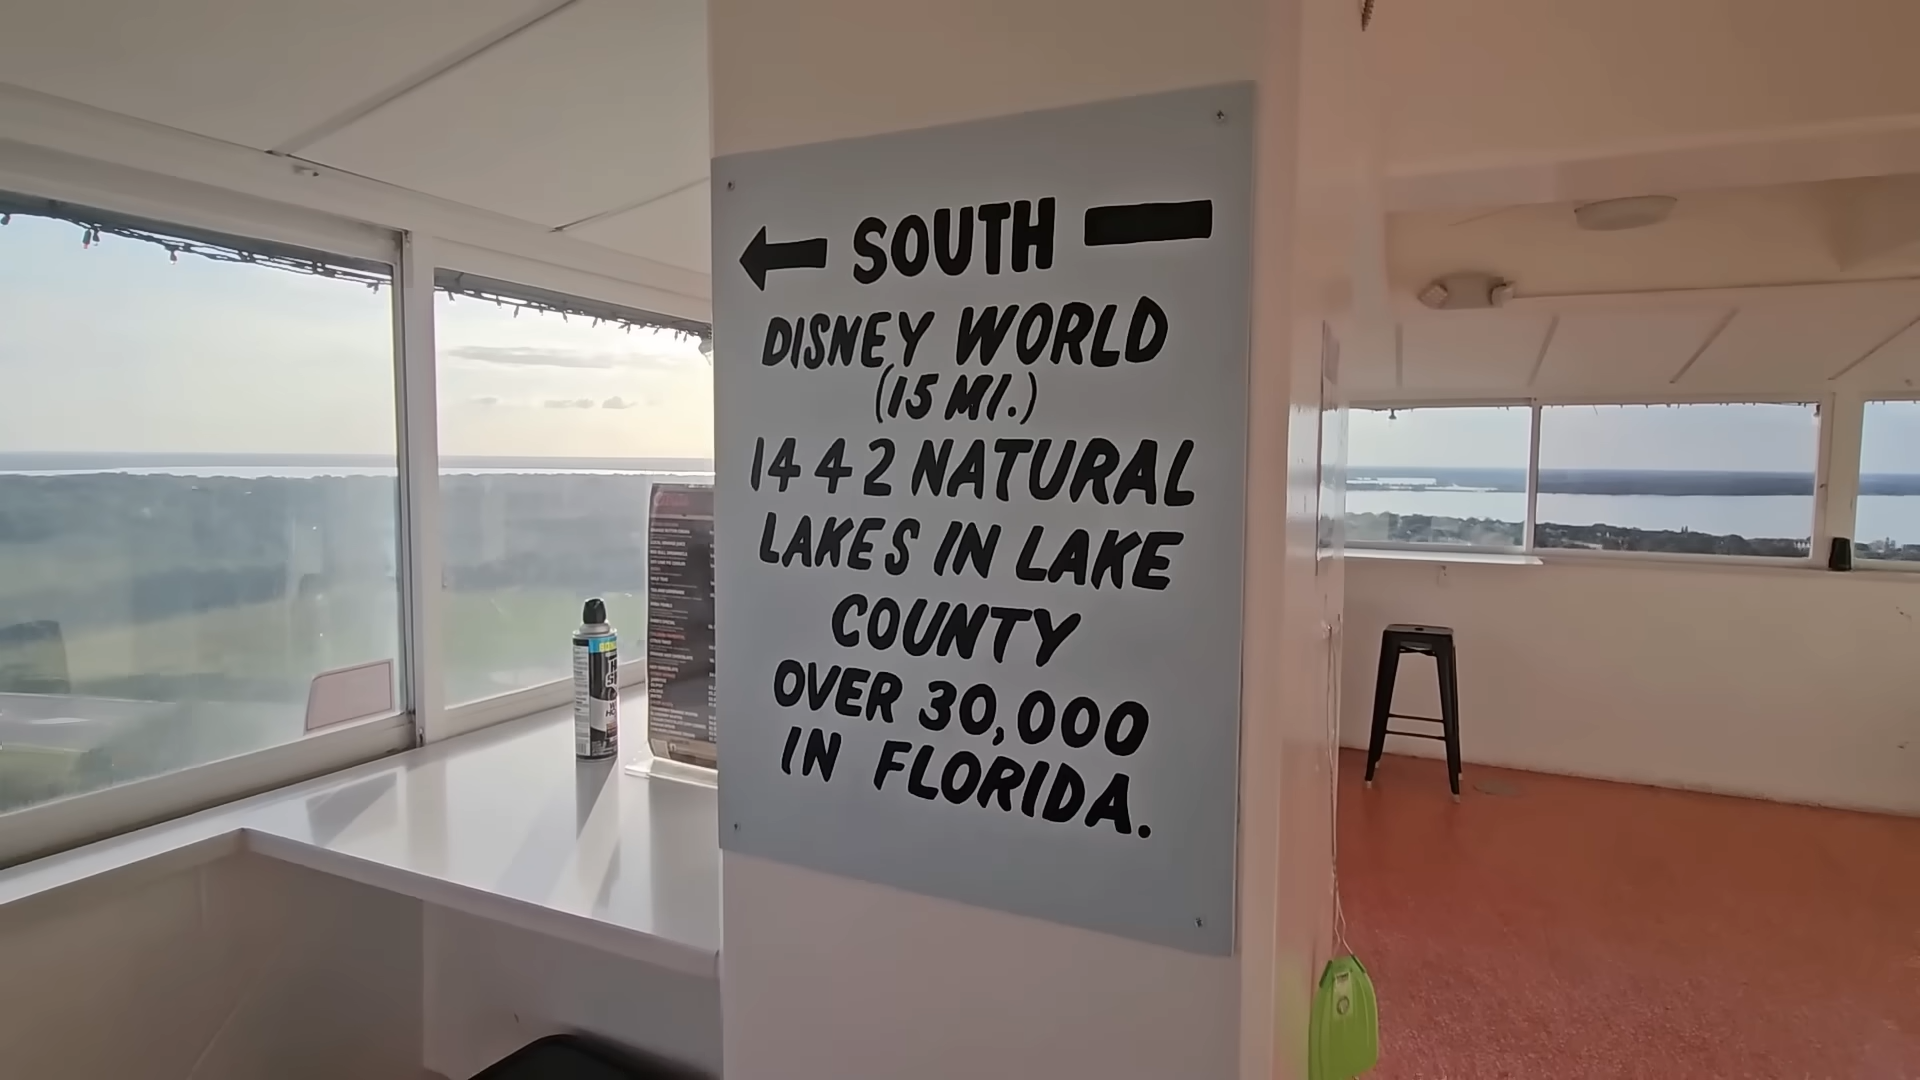 SOUTH
DISNEY WORLD
(15 MI.)
1442 NATURAL
LAKES IN LAKE
COUNTY
OVER 30,000
IN FLORIDA.